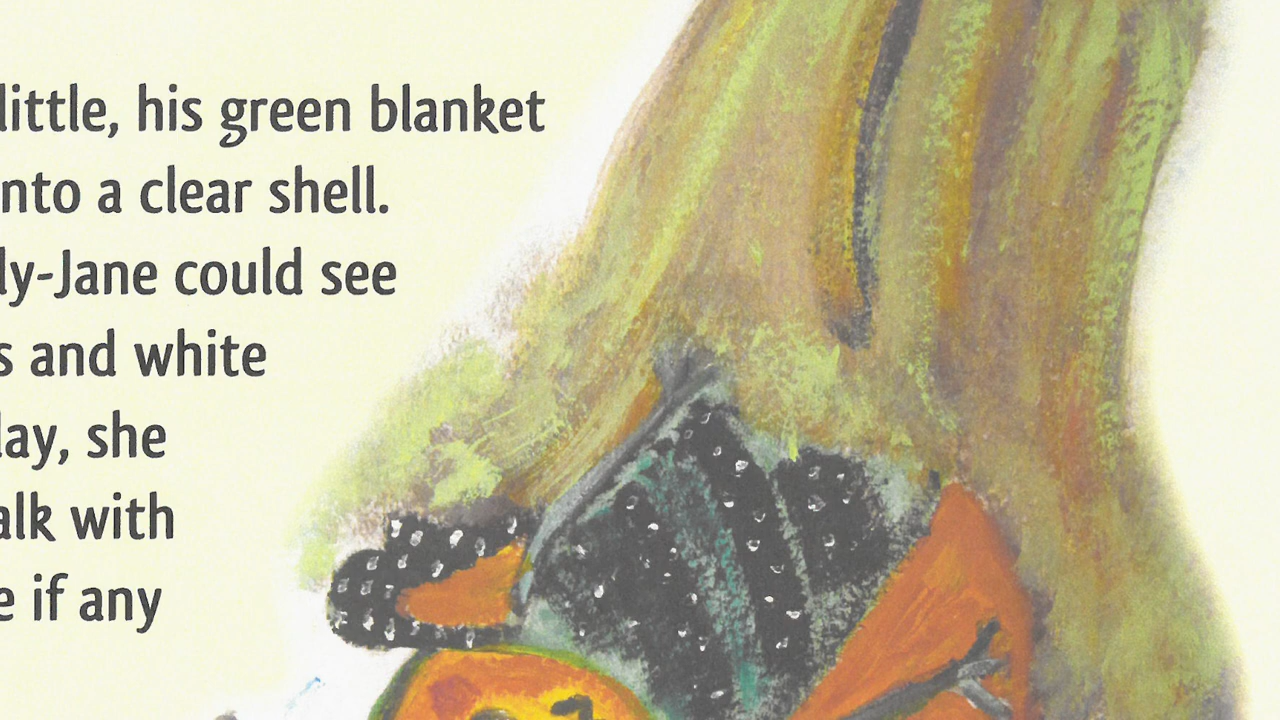 little, his green blanket
nto a clear shell.
ly-Jane could see
s and white
lay, she
alk with
e if any